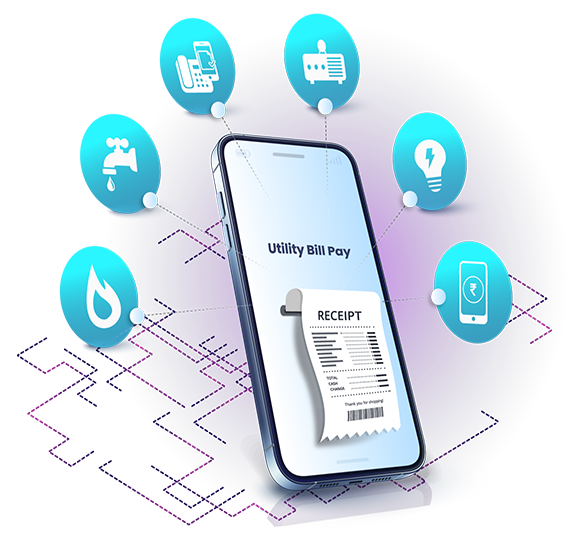 Utility Bill Pay
₹
RECEIPT
TOTAL
CASH
CHANGE
Thank you for shopping!